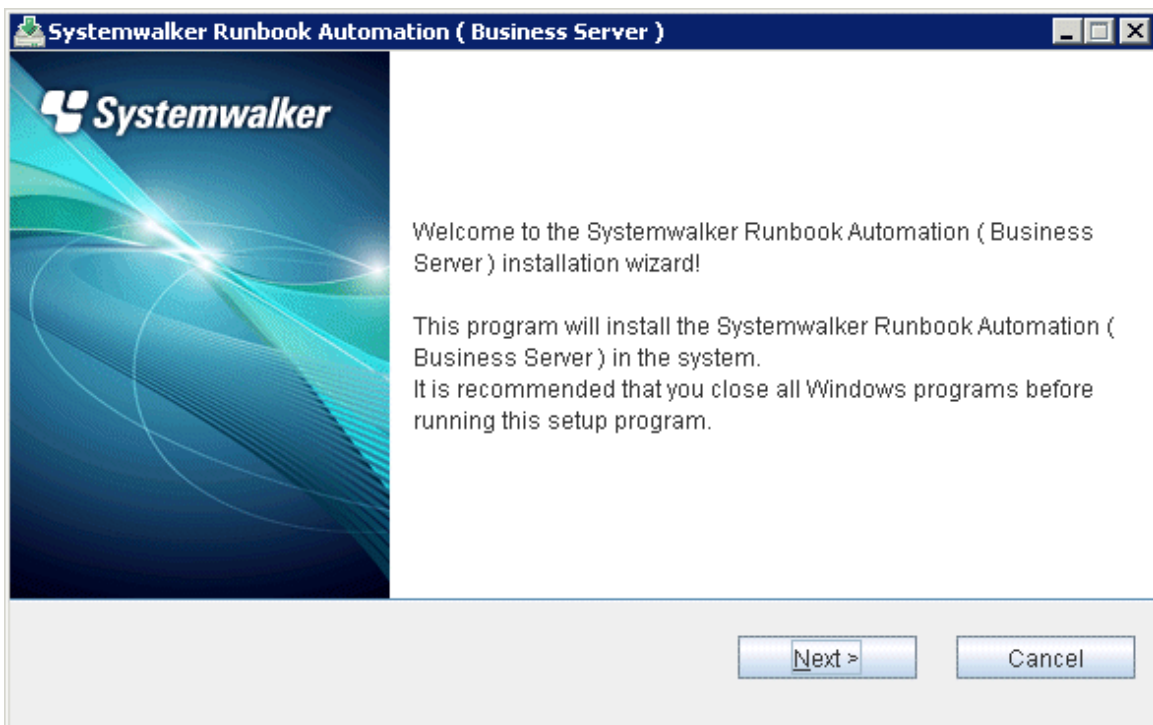 Systemwalker Runbook Automation ( Business Server )
Systemwalker
Welcome to the Systemwalker Runbook Automation ( Business
Server ) installation wizard!
This program will install the Systemwalker Runbook Automation (
Business Server ) in the system.
It is recommended that you close all Windows programs before
running this setup program.
Next >
Cancel